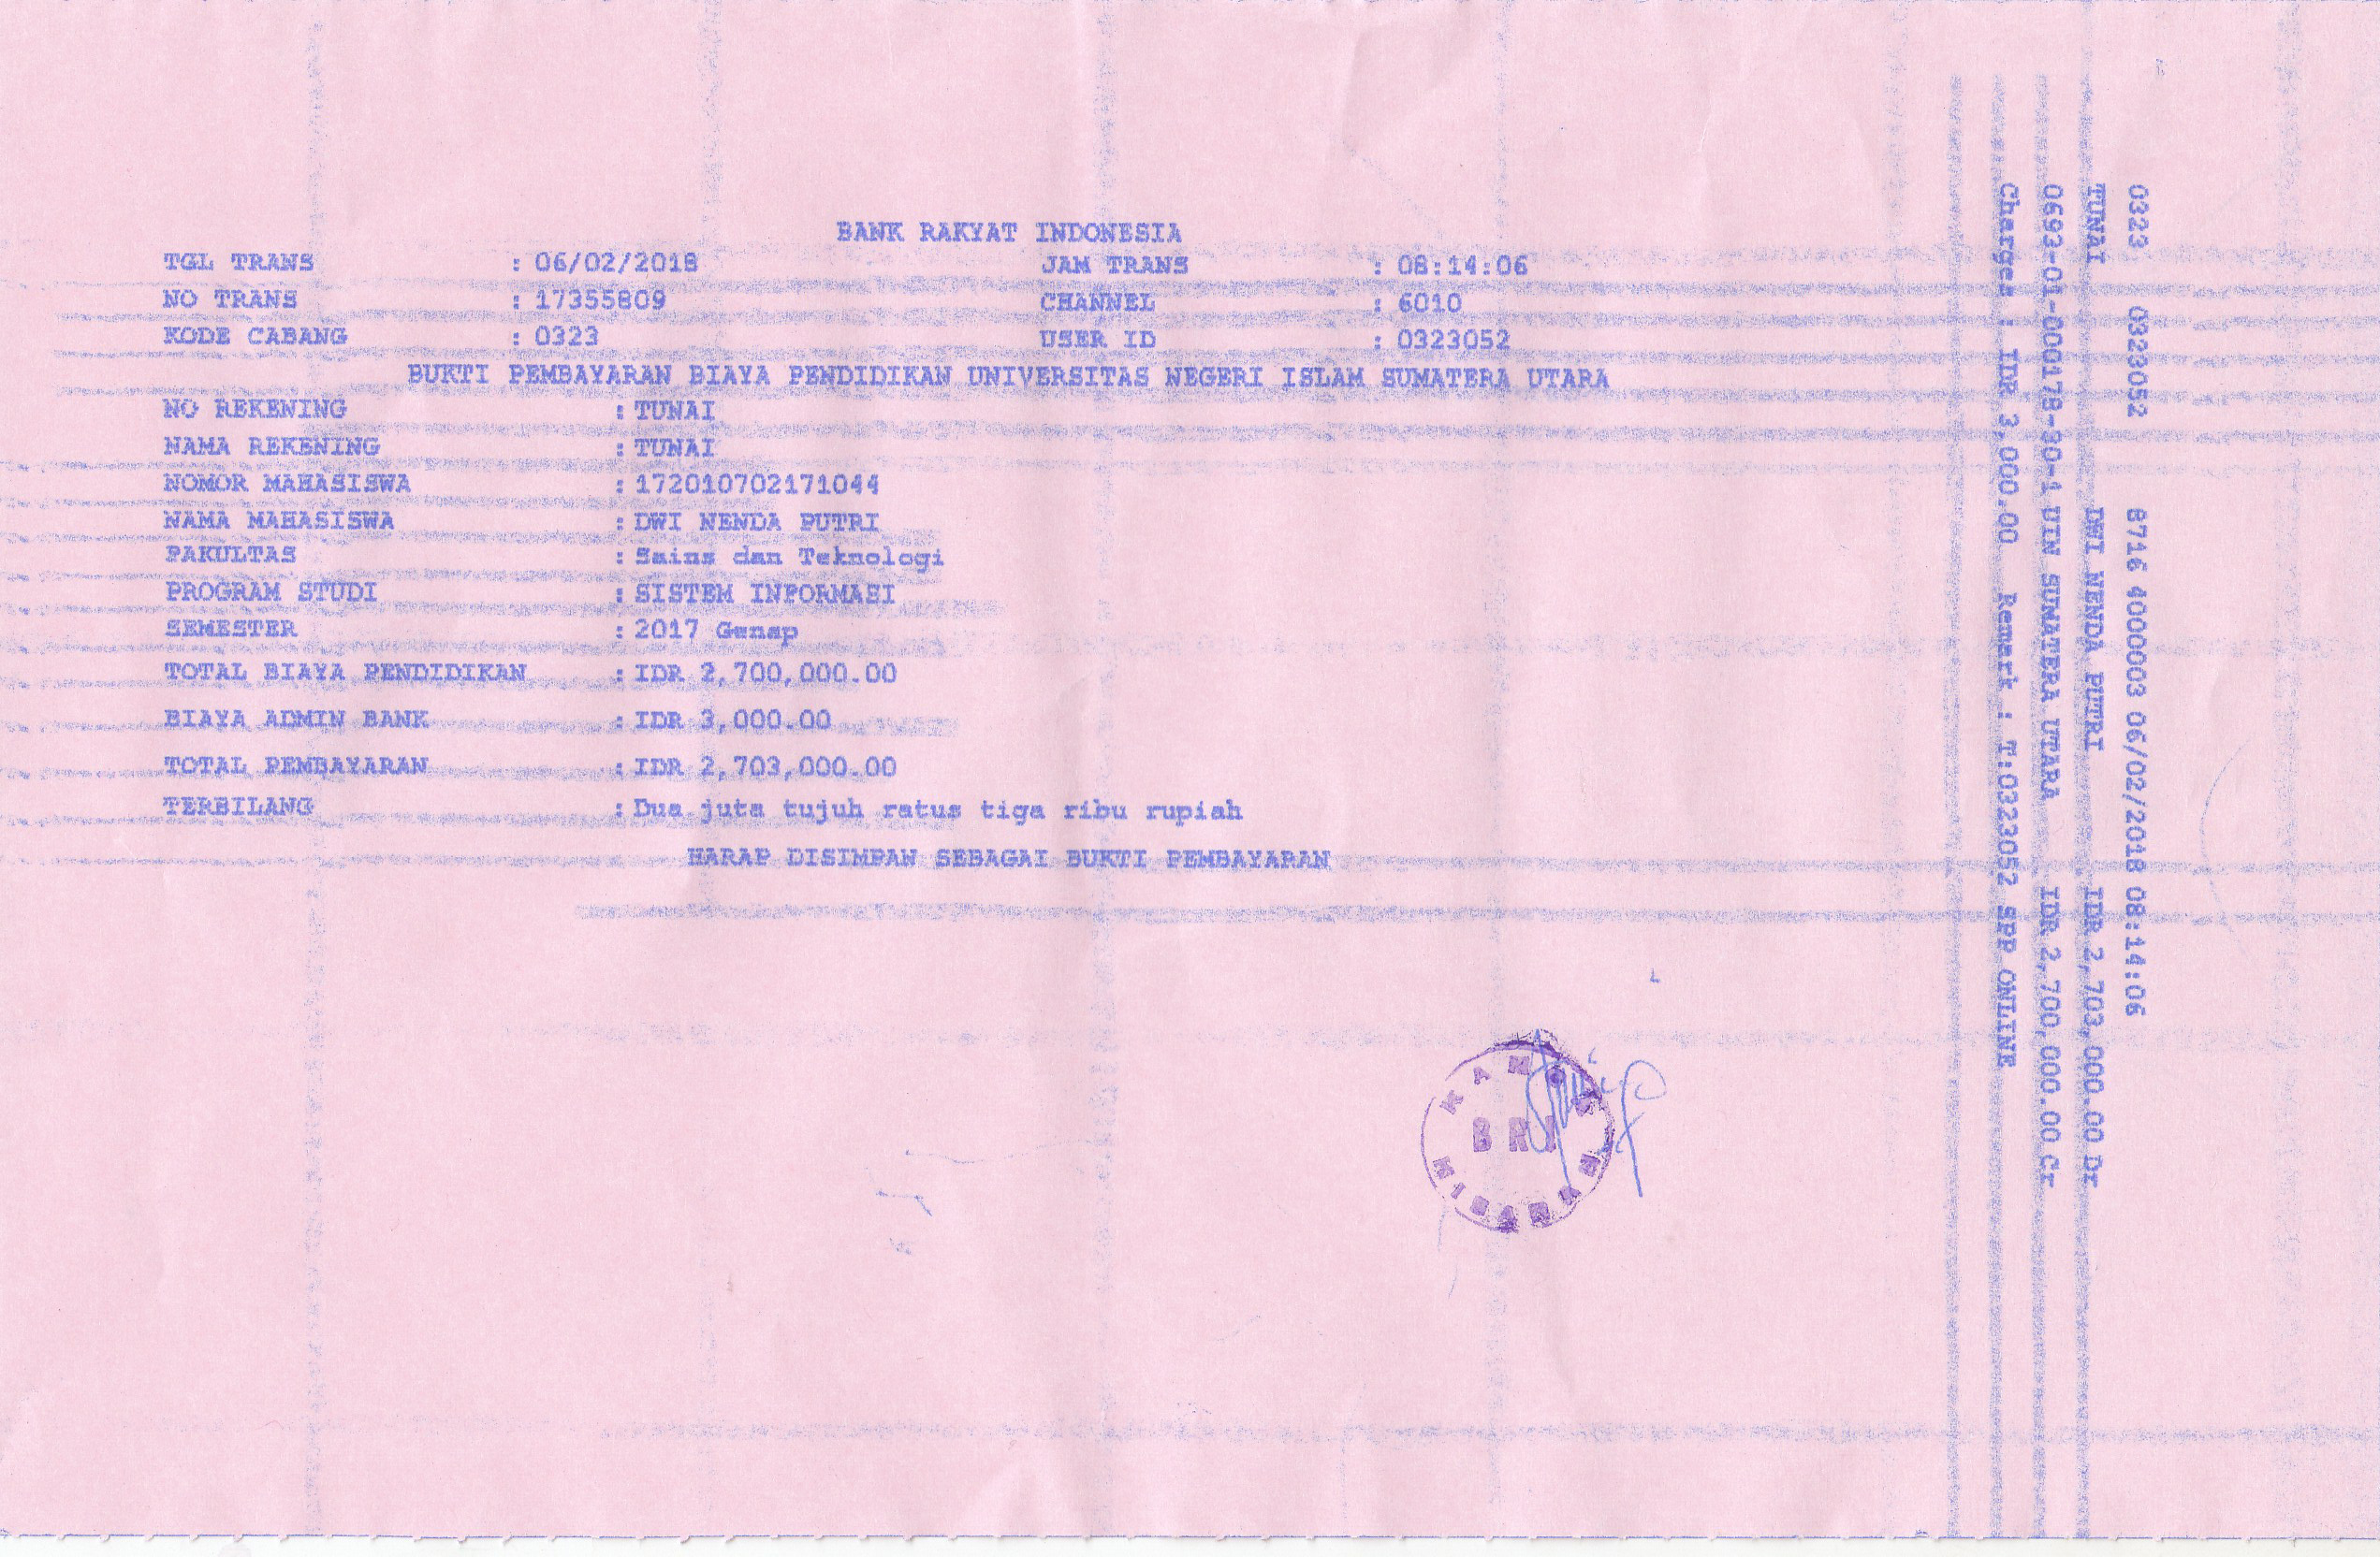 BANK RAKYAT INDONESIA
TGL TRANS : 06/02/2018 JAM TRANS : 08:14:06
NO TRANS : 17355809 CHANNEL : 6010
KODE CABANG : 0323 USER ID : 0323052
BUKTI PEMBAYARAN BIAYA PENDIDIKAN UNIVERSITAS NEGERI ISLAM SUMATERA UTARA
NO REKENING : TUNAI
NAMA REKENING : TUNAI
NOMOR MAHASISWA : 172010702171044
NAMA MAHASISWA : DWI NENDA PUTRI
FAKULTAS : Sains dan Teknologi
PROGRAM STUDI : SISTEM INFORMASI
SEMESTER : 2017 Genap
TOTAL BIAYA PENDIDIKAN : IDR 2,700,000.00
BIAYA ADMIN BANK : IDR 3,000.00
TOTAL PEMBAYARAN : IDR 2,703,000.00
TERBILANG : Dua juta tujuh ratus tiga ribu rupiah
HARAP DISIMPAN SEBAGAI BUKTI PEMBAYARAN
0323 0323052 8716 4000003 06/02/2018 08:14:06
TUNAI DWI NENDA PUTRI IDR 2,703,000.00 Dr
0693-01-000178-30-1 UIN SUMATERA UTARA IDR 2,700,000.00 Cr
Charge: : IDR 3,000.00 Remark : T:0323052 SPP ONLINE
BRI